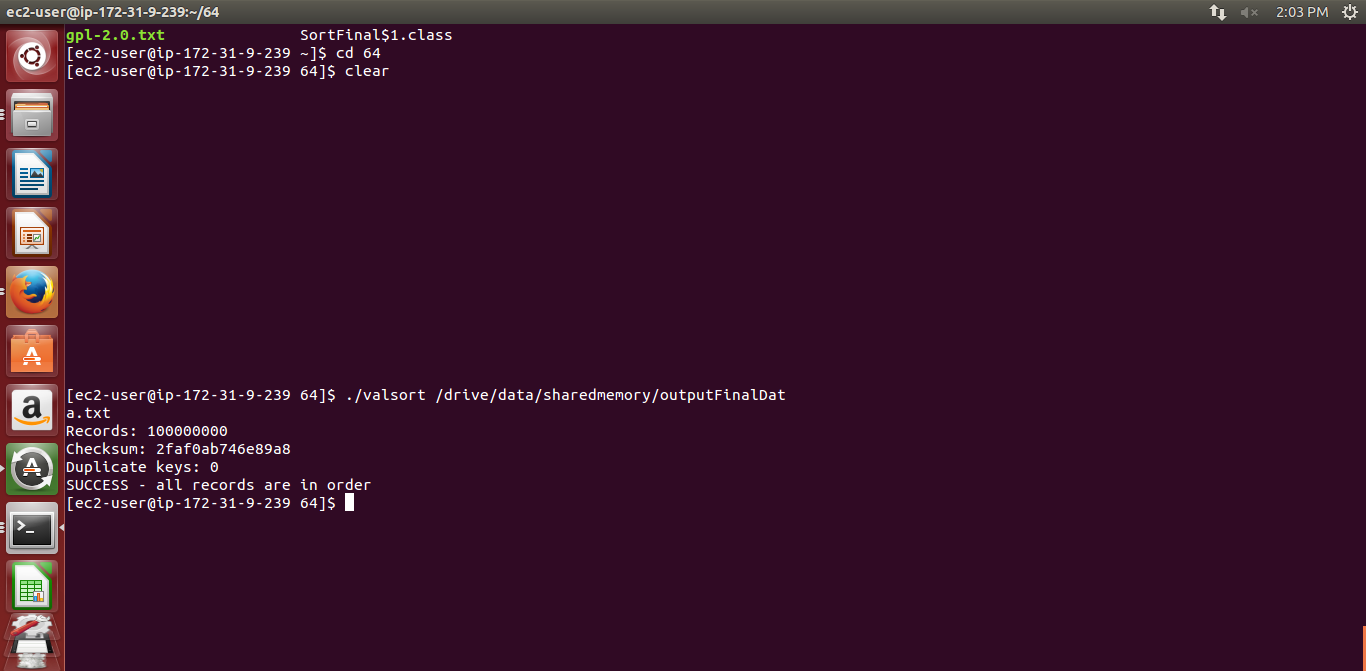 ec2-user@ip-172-31-9-239:~/64
2:03 PM
gpl-2.0.txt SortFinal$1.class
[ec2-user@ip-172-31-9-239 ~]$ cd 64
[ec2-user@ip-172-31-9-239 64]$ clear
[ec2-user@ip-172-31-9-239 64]$ ./valsort /drive/data/sharedmemory/outputFinalDat
a.txt
Records: 100000000
Checksum: 2faf0ab746e89a8
Duplicate keys: 0
SUCCESS - all records are in order
[ec2-user@ip-172-31-9-239 64]$